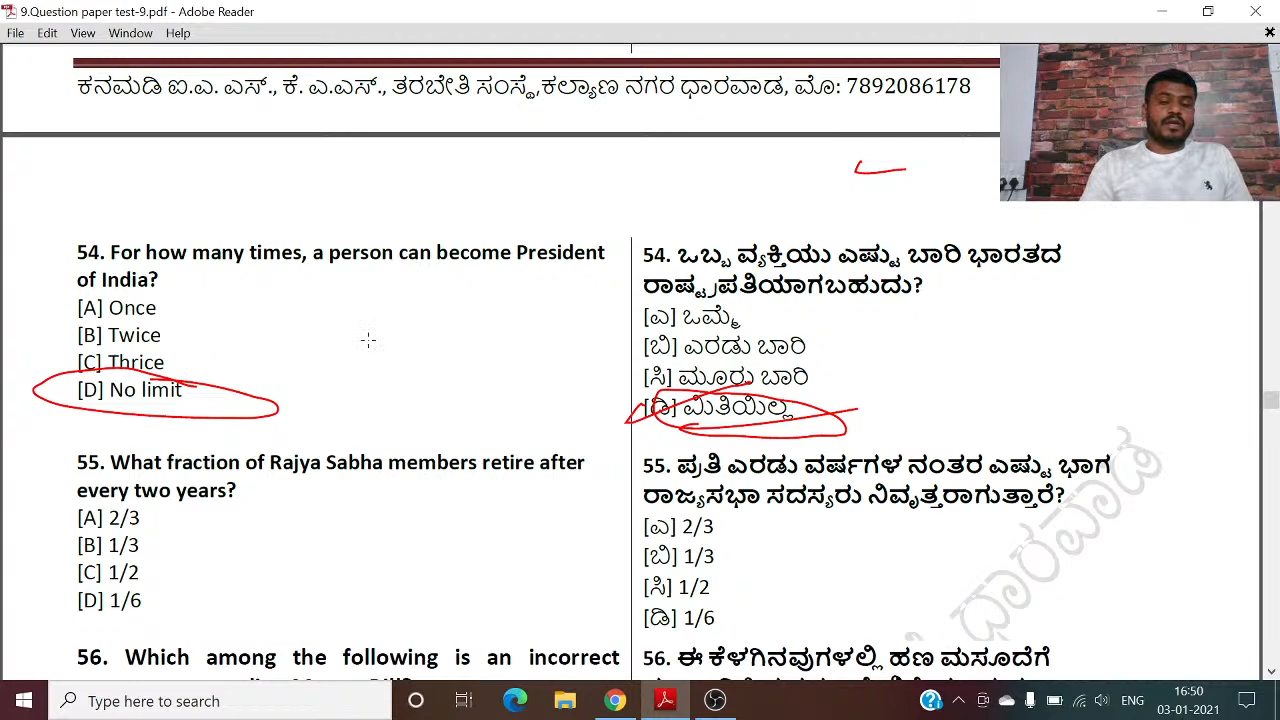 9.Question paper test-9.pdf - Adobe Reader
File Edit View Window Help
ಕನಮಡಿ ಐ.ಎ. ಎಸ್., ಕೆ. ಎ.ಎಸ್., ತರಬೇತಿ ಸಂಸ್ಥೆ,ಕಲ್ಯಾಣ ನಗರ ಧಾರವಾಡ, ಮೊ: 7892086178
54. For how many times, a person can become President
of India?
[A] Once
[B] Twice
[C] Thrice
[D] No limit
55. What fraction of Rajya Sabha members retire after
every two years?
[A] 2/3
[B] 1/3
[C] 1/2
[D] 1/6
56. Which among the following is an incorrect
54. ಒಬ್ಬ ವ್ಯಕ್ತಿಯು ಎಷ್ಟು ಬಾರಿ ಭಾರತದ
ರಾಷ್ಟ್ರಪತಿಯಾಗಬಹುದು?
[ಎ] ಒಮ್ಮೆ
[ಬಿ] ಎರಡು ಬಾರಿ
[ಸಿ] ಮೂರು ಬಾರಿ
[ಡಿ] ಮಿತಿಯಿಲ್ಲ
55. ಪ್ರತಿ ಎರಡು ವರ್ಷಗಳ ನಂತರ ಎಷ್ಟು ಭಾಗ
ರಾಜ್ಯಸಭಾ ಸದಸ್ಯರು ನಿವೃತ್ತರಾಗುತ್ತಾರೆ?
[ಎ] 2/3
[ಬಿ] 1/3
[ಸಿ] 1/2
[ಡಿ] 1/6
56. ಈ ಕೆಳಗಿನವುಗಳಲ್ಲಿ ಹಣ ಮಸೂದೆಗೆ
ಧಾರವಾಡ
Type here to search
ENG
16:50
03-01-2021